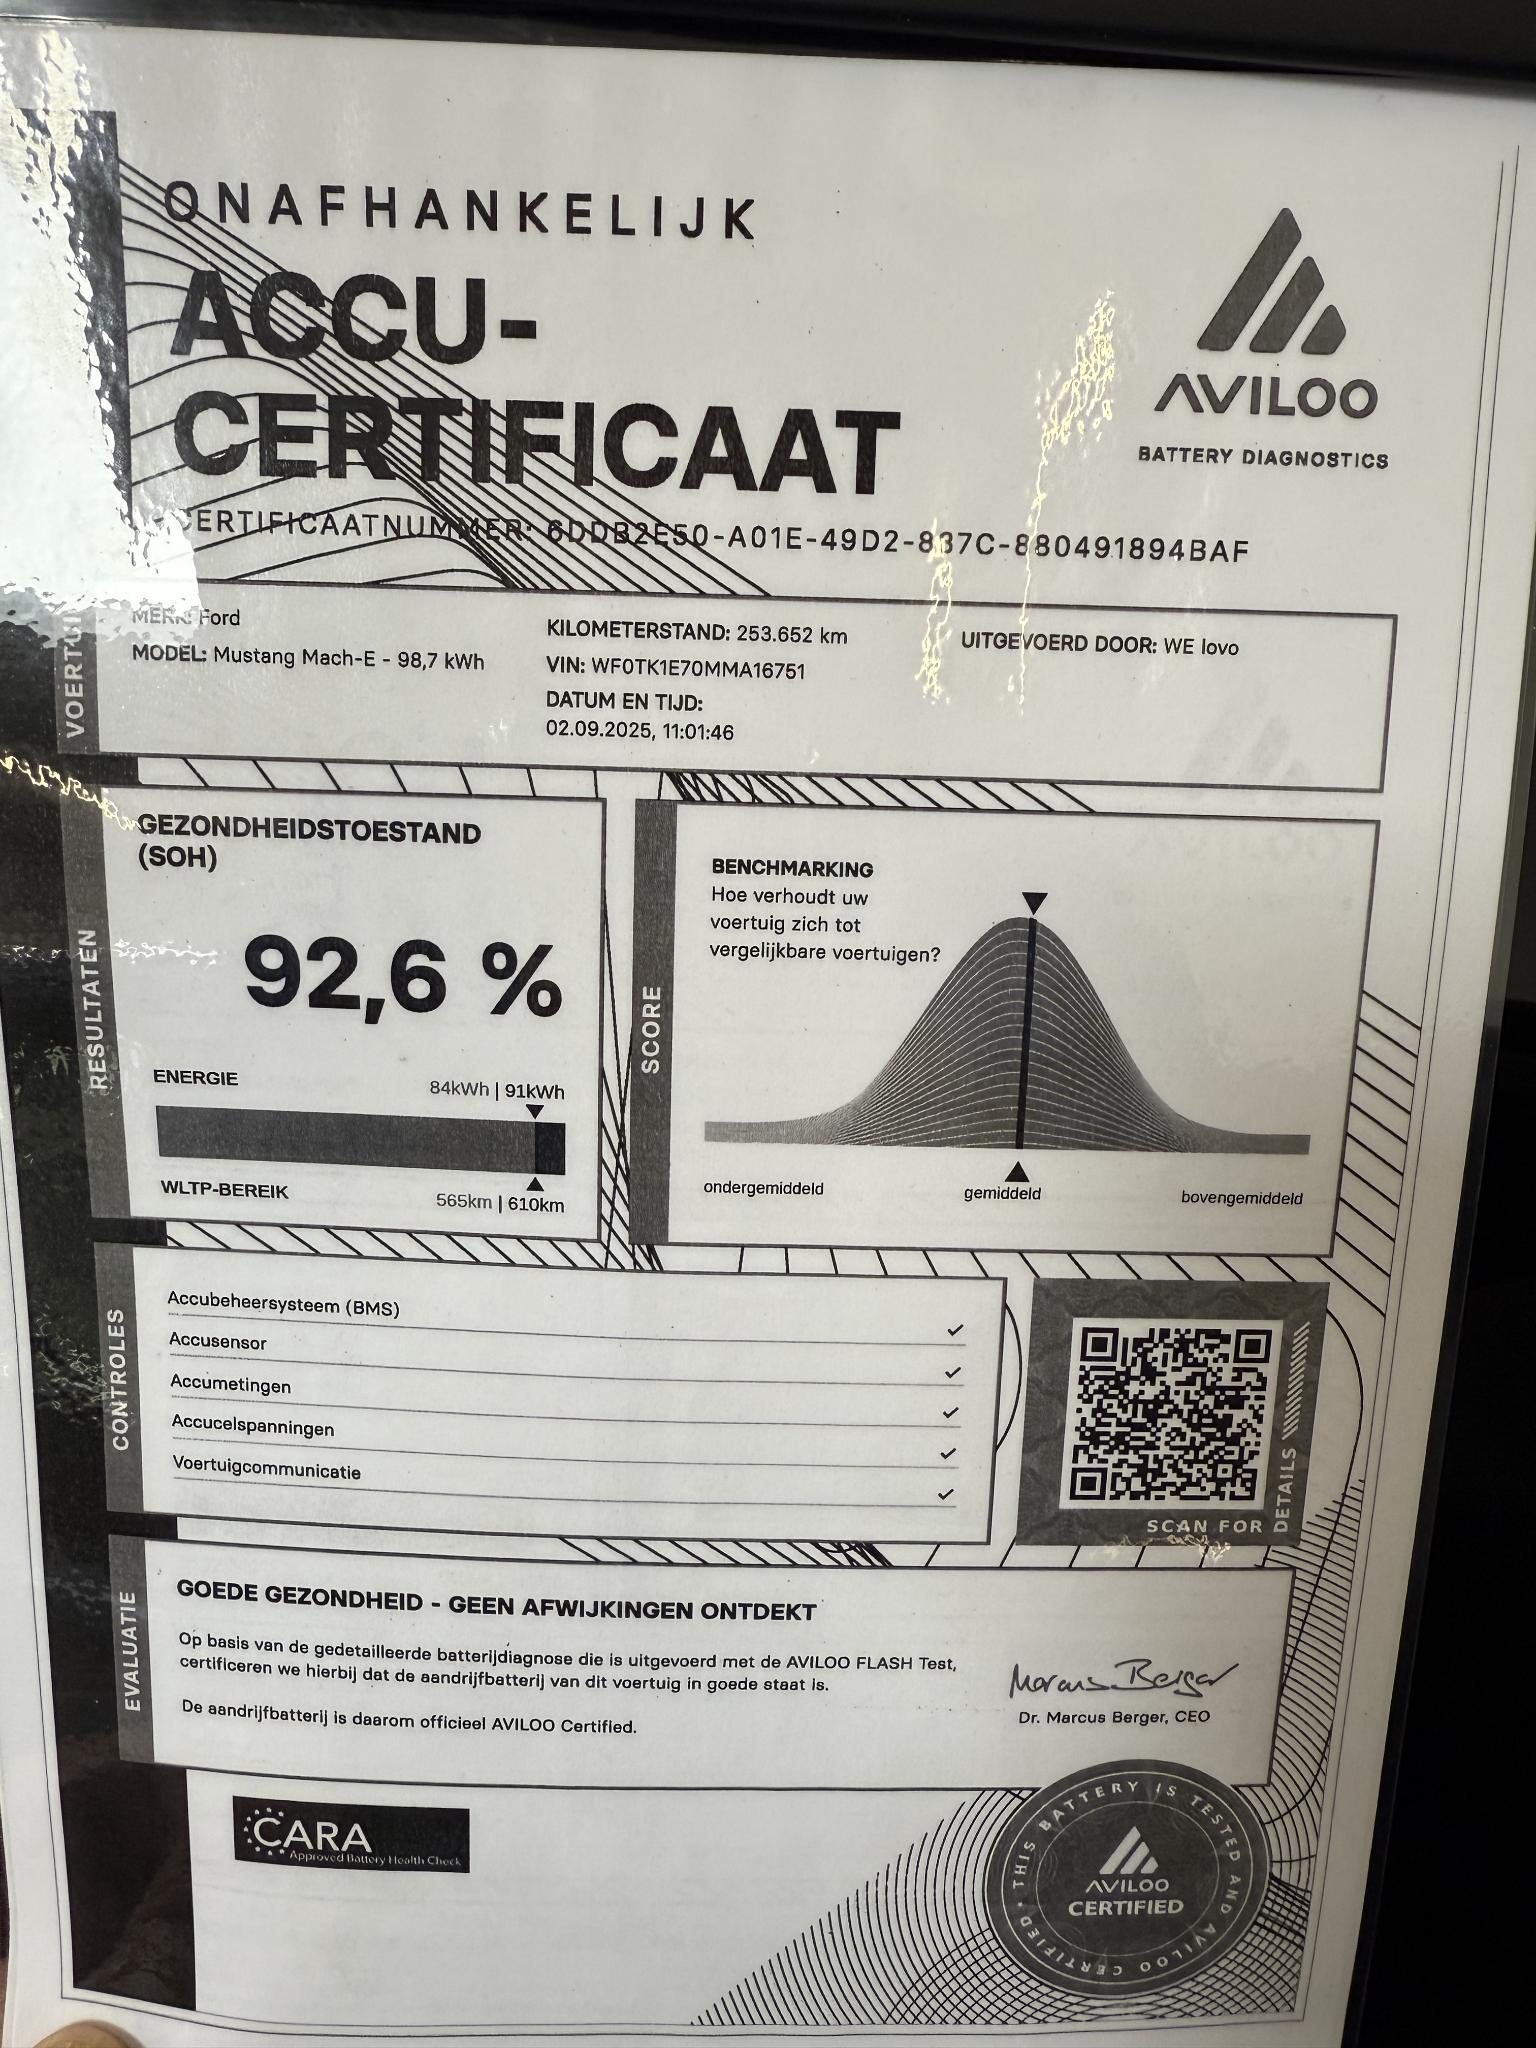 ONAFHANKELIJK
ACCU-
CERTIFICAAT
CERTIFICAATNUMMER: 6DDB2E50-A01E-49D2-837C-880491894BAF
AVILOO
BATTERY DIAGNOSTICS
VOERTUI
MERK: Ford
MODEL: Mustang Mach-E - 98,7 kWh
KILOMETERSTAND: 253.652 km
VIN: WF0TK1E70MMA16751
DATUM EN TIJD:
02.09.2025, 11:01:46
UITGEVOERD DOOR: WE lovo
RESULTATEN
GEZONDHEIDSTOESTAND
(SOH)
92,6 %
ENERGIE
84kWh | 91kWh
WLTP-BEREIK
565km | 610km
SCORE
BENCHMARKING
Hoe verhoudt uw
voertuig zich tot
vergelijkbare voertuigen?
ondergemiddeld
gemiddeld
bovengemiddeld
CONTROLES
Accubeheersysteem (BMS)
Accusensor
Accumetingen
Accucelspanningen
Voertuigcommunicatie
SCAN FOR DETAILS
EVALUATIE
GOEDE GEZONDHEID - GEEN AFWIJKINGEN ONTDEKT
Op basis van de gedetailleerde batterijdiagnose die is uitgevoerd met de AVILOO FLASH Test,
certificeren we hierbij dat de aandrijfbatterij van dit voertuig in goede staat is.
De aandrijfbatterij is daarom officieel AVILOO Certified.
Marcus Berger
Dr. Marcus Berger, CEO
CARA
Approved Battery Health Check
THIS BATTERY IS TESTED AND AVILOO CERTIFIED
AVILOO
CERTIFIED